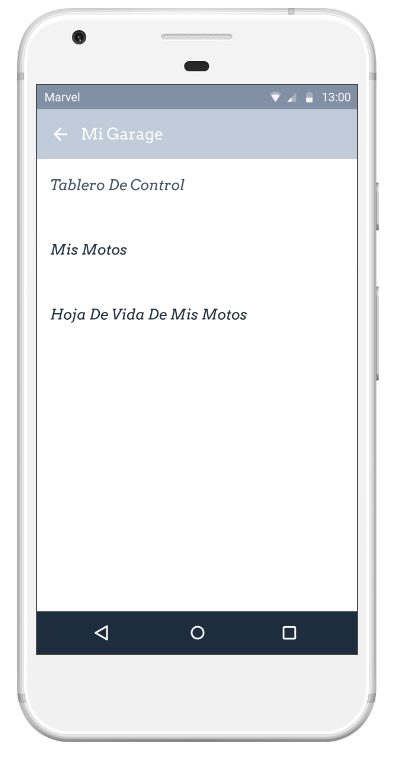 Marvel 13:00
Mi Garage
Tablero De Control
Mis Motos
Hoja De Vida De Mis Motos